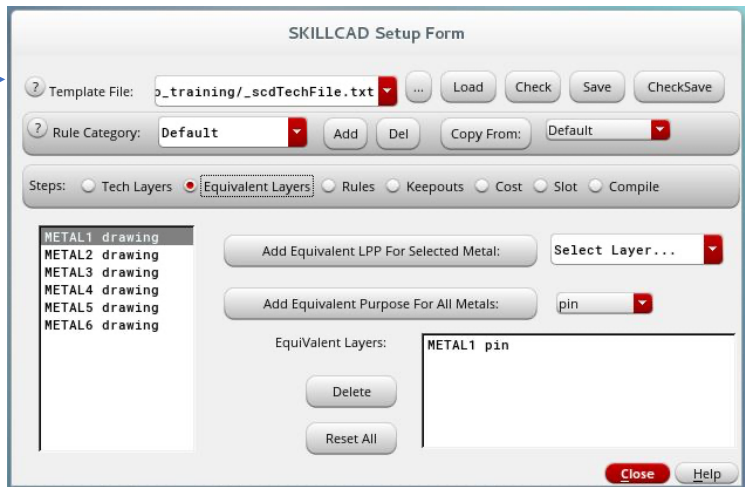 SKILLCAD Setup Form
? Template File: o_training/_scdTechFile.txt ... Load Check Save CheckSave
? Rule Category: Default Add Del Copy From: Default
Steps: Tech Layers Equivalent Layers Rules Keepouts Cost Slot Compile
METAL1 drawing
METAL2 drawing
METAL3 drawing
METAL4 drawing
METAL5 drawing
METAL6 drawing
Add Equivalent LPP For Selected Metal: Select Layer...
Add Equivalent Purpose For All Metals: pin
EquiValent Layers: METAL1 pin
Delete
Reset All
Close Help